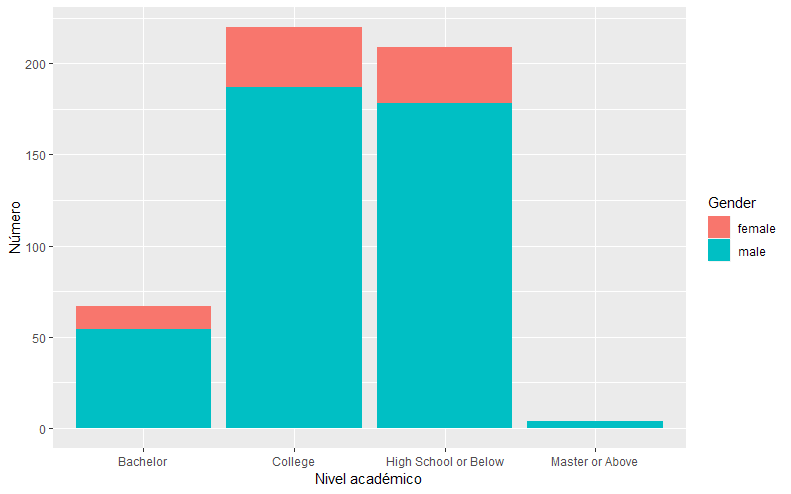 200
150
100
50
0
Número
Bachelor
College
High School or Below
Master or Above
Nivel académico
Gender
female
male